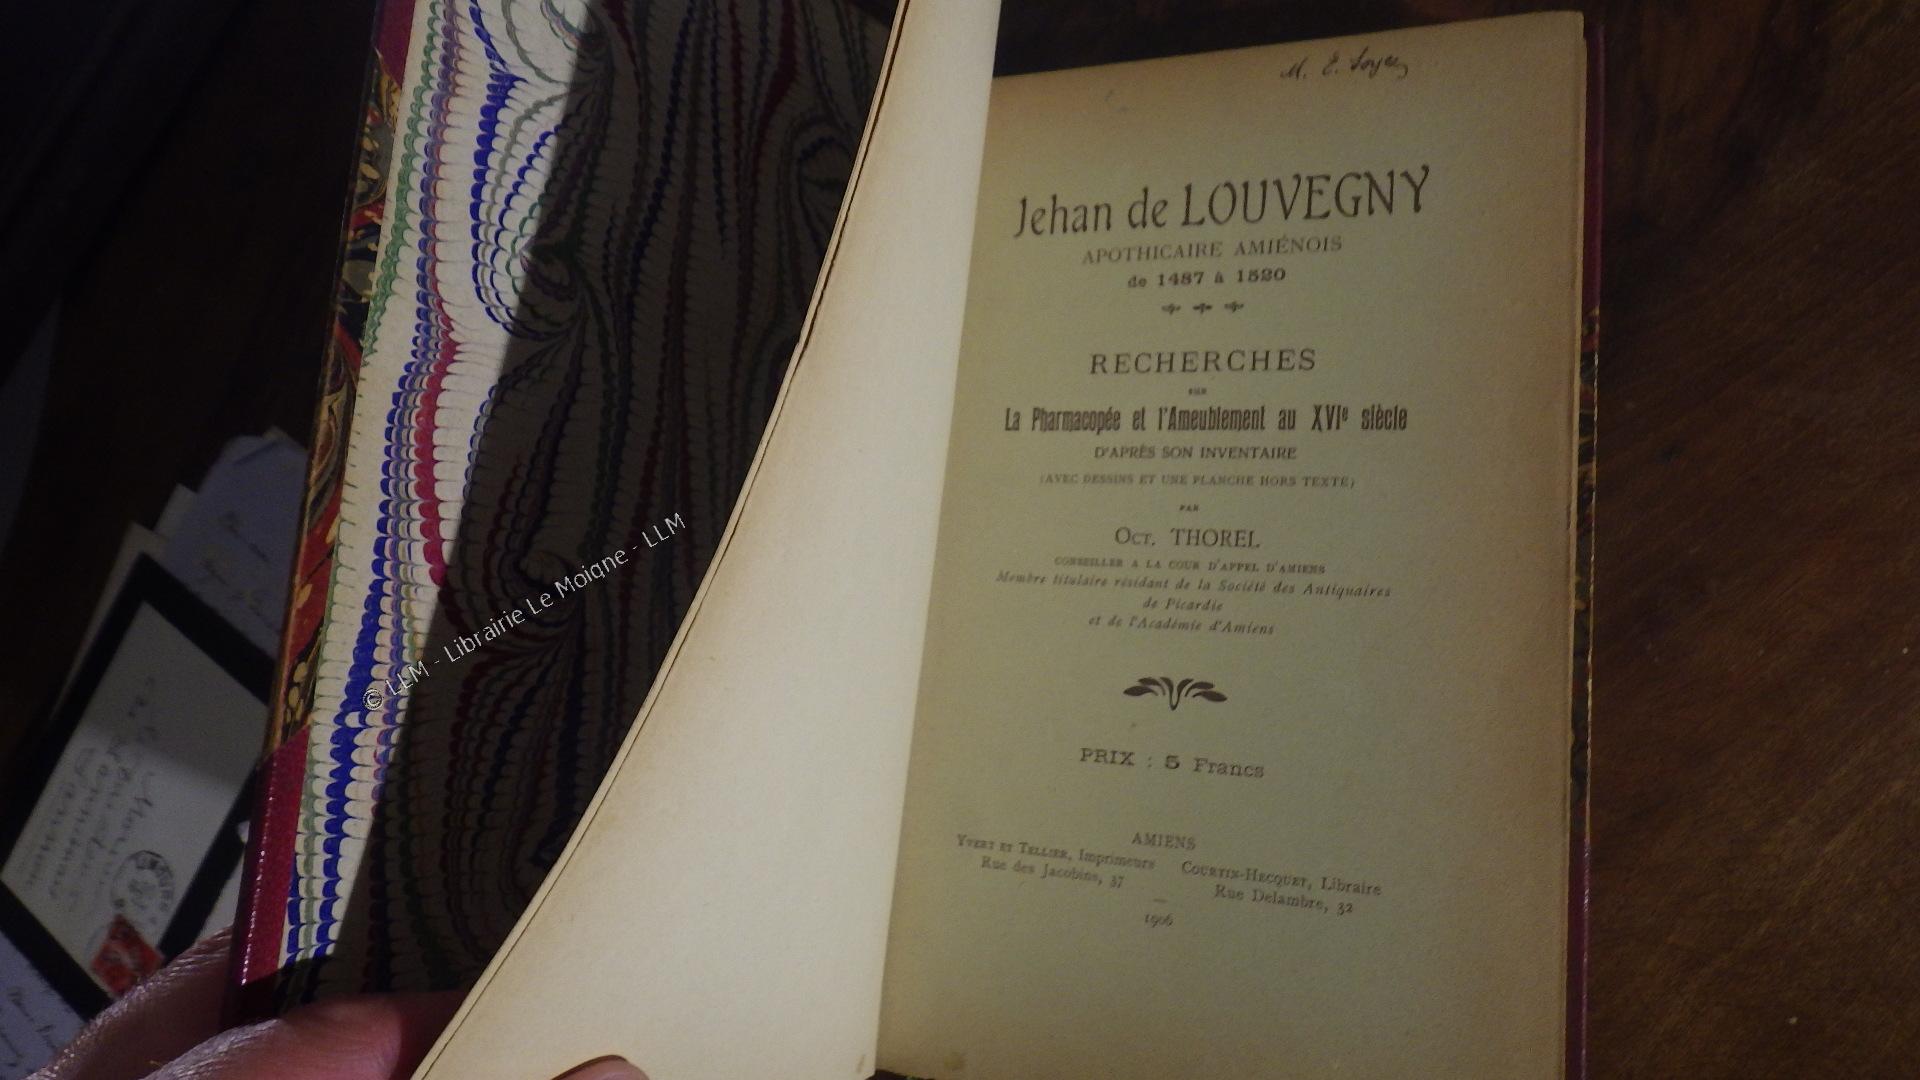 M. E. Soyez
Jehan de LOUVEGNY
APOTHICAIRE AMIÉNOIS
de 1487 à 1520
RECHERCHES
SUR
La Pharmacopée et l'Ameublement au XVIe siècle
D'APRÈS SON INVENTAIRE
(AVEC DESSINS ET UNE PLANCHE HORS TEXTE)
PAR
OCT. THOREL
CONSEILLER A LA COUR D'APPEL D'AMIENS
Membre titulaire résidant de la Société des Antiquaires
de Picardie
et de l'Académie d'Amiens
PRIX : 5 Francs
AMIENS
YVERT ET TELLIER, Imprimeurs
Rue des Jacobins, 37
COURTIN-HECQUET, Libraire
Rue Delambre, 32
1906
© LLM - Librairie Le Moigne - LLM